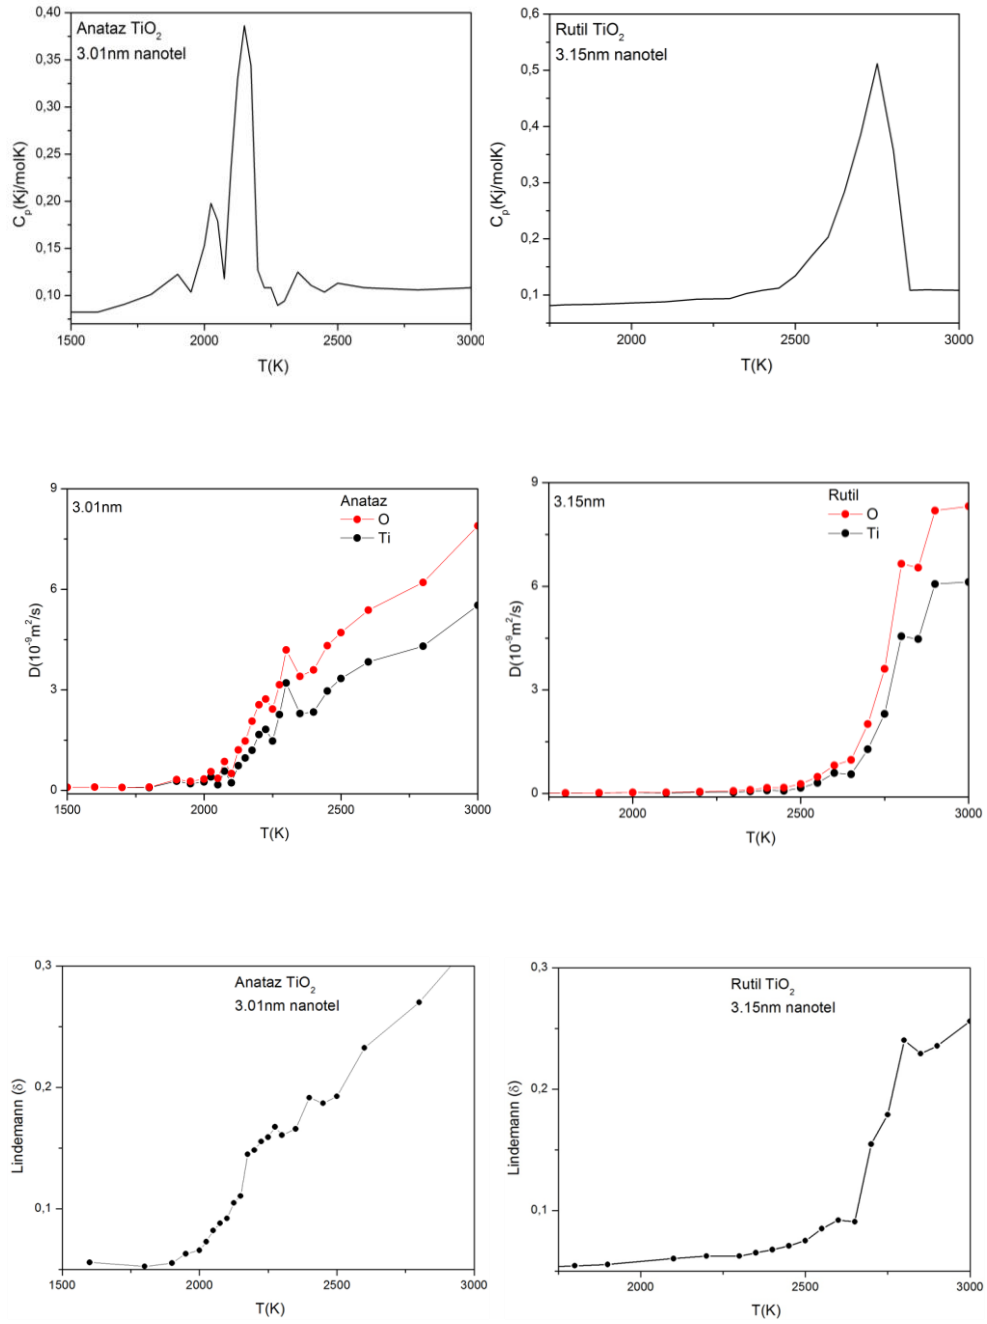 Anataz TiO2
3.01nm nanotel
0,40
0,35
0,30
0,25
0,20
0,15
0,10
Cp(Kj/molK)
1500
2000
2500
3000
T(K)
Rutil TiO2
3.15nm nanotel
0,6
0,5
0,4
0,3
0,2
0,1
Cp(Kj/molK)
2000
2500
3000
T(K)
3.01nm
Anataz
O
Ti
9
6
3
0
D(10-9m2/s)
1500
2000
2500
3000
T(K)
3.15nm
Rutil
O
Ti
9
6
3
0
D(10-9m2/s)
2000
2500
3000
T(K)
Anataz TiO2
3.01nm nanotel
0,3
0,2
0,1
Lindemann (δ)
1500
2000
2500
3000
T(K)
Rutil TiO2
3.15nm nanotel
0,3
0,2
0,1
Lindemann (δ)
2000
2500
3000
T(K)